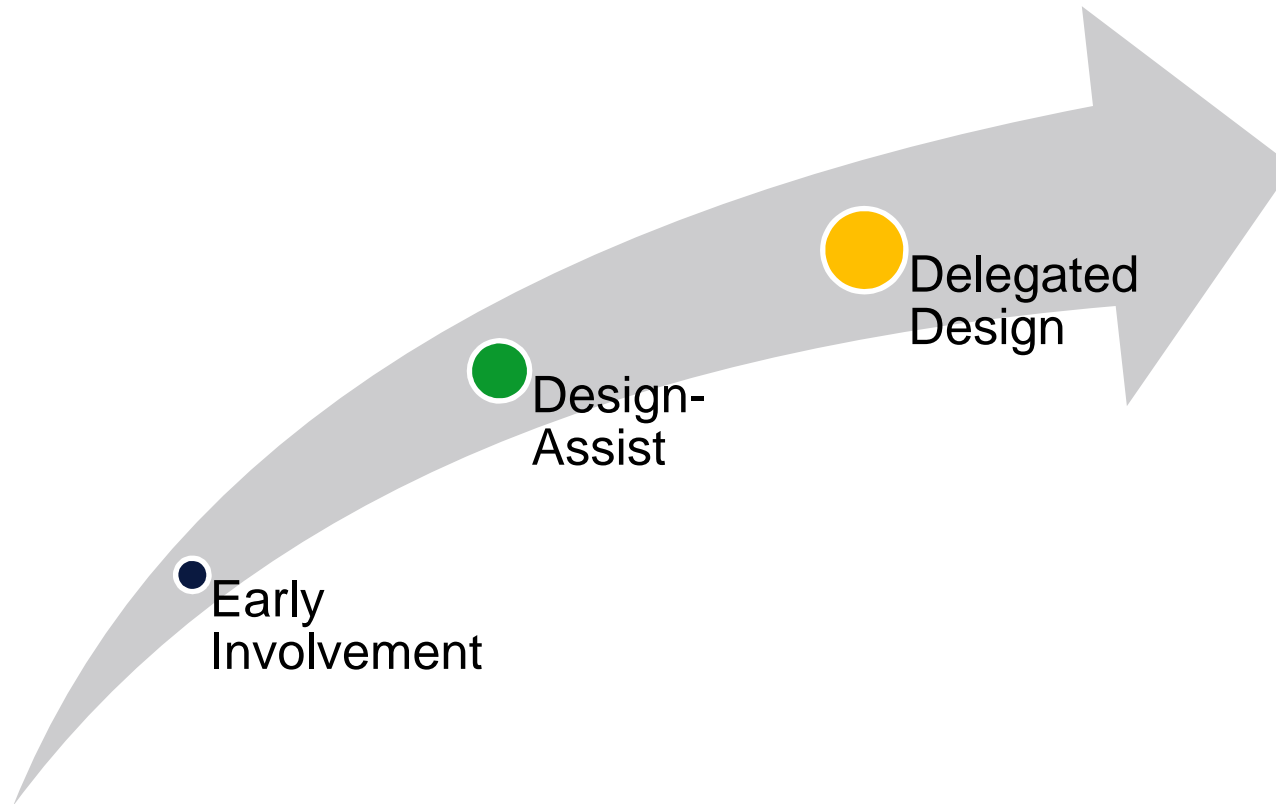 Delegated
Design
Design-
Assist
Early
Involvement